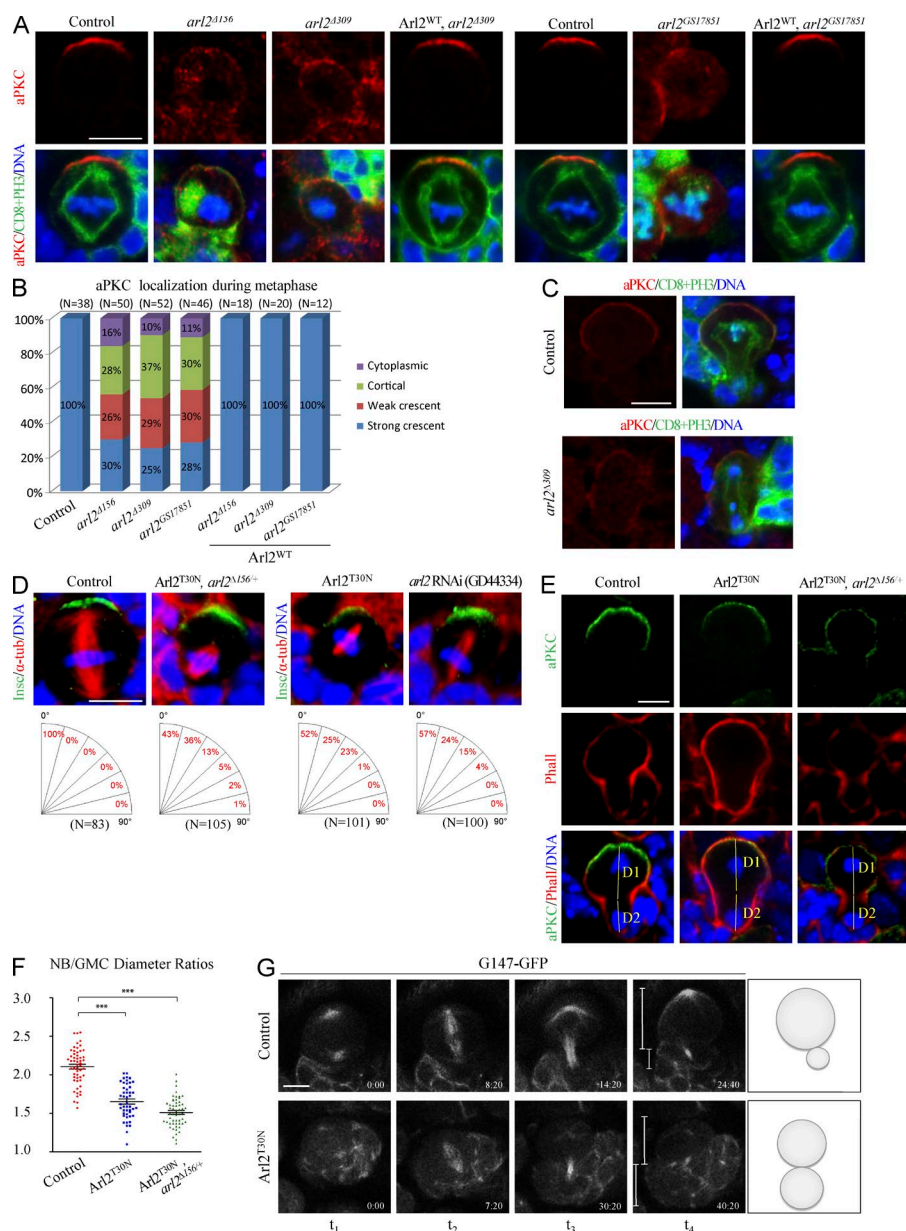 A
Control arl2Δ156 arl2Δ309 Arl2WT, arl2Δ309 Control arl2GS17851 Arl2WT, arl2GS17851
aPKC
aPKC/CD8+PH3/DNA
B
aPKC localization during metaphase
(N=38) (N=50) (N=52) (N=46) (N=18) (N=20) (N=12)
100%
80%
60%
40%
20%
0%
16% 10% 11%
28% 37% 30%
26% 29% 30%
100% 30% 25% 28% 100% 100% 100%
Cytoplasmic
Cortical
Weak crescent
Strong crescent
Control arl2Δ156 arl2Δ309 arl2GS17851 arl2Δ156 arl2Δ309 arl2GS17851
Arl2WT
C
aPKC/CD8+PH3/DNA
Control
aPKC/CD8+PH3/DNA
arl2Δ309
D
Control Arl2T30N, arl2Δ156/+ Arl2T30N arl2 RNAi (GD44334)
Insc/α-tub/DNA
Insc/α-tub/DNA
0° 0° 0° 0°
100% 0% 0% 0% 0% 0%
43% 36% 13% 5% 2% 1%
52% 25% 23% 1% 0% 0%
57% 24% 15% 4% 0% 0%
90° 90° 90° 90°
(N=83) (N=105) (N=101) (N=100)
E
Control Arl2T30N Arl2T30N, arl2Δ156/+
aPKC
Phall
aPKC/Phall/DNA
D1 D1 D1
D2 D2 D2
F
NB/GMC Diameter Ratios
***
***
3.0
2.5
2.0
1.5
1.0
Control Arl2T30N Arl2T30N, arl2Δ156/+
G
G147-GFP
Control
0:00 8:20 14:20 24:40
Arl2T30N
0:00 7:20 30:20 40:20
t1 t2 t3 t4